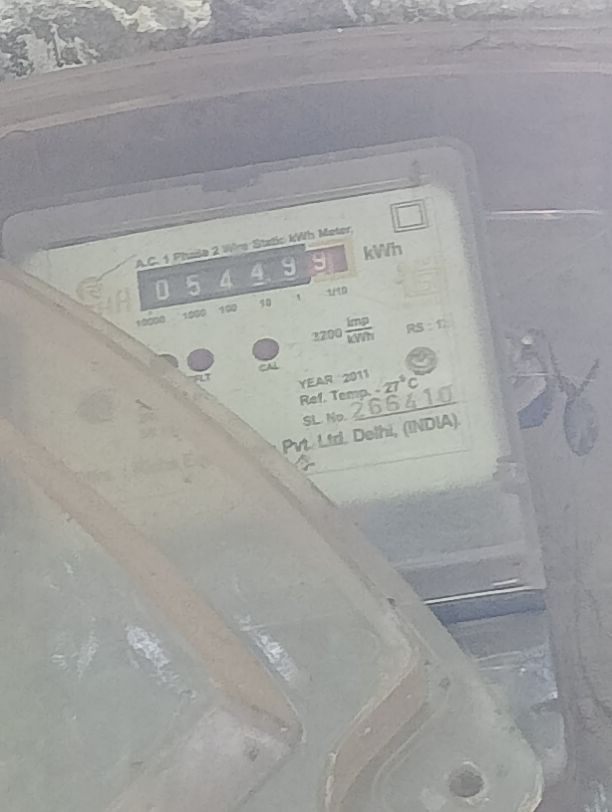 A.C. 1 Phase 2 Wire Static kWh Meter
0 5 4 4 9 9 kWh
10000 1000 100 10 1 1/10
3200 imp/kWh RS : 12
CAL
YEAR 2011
Ref. Temp. - 27°C
SL. No. 266410
Pvt. Ltd. Delhi, (INDIA)